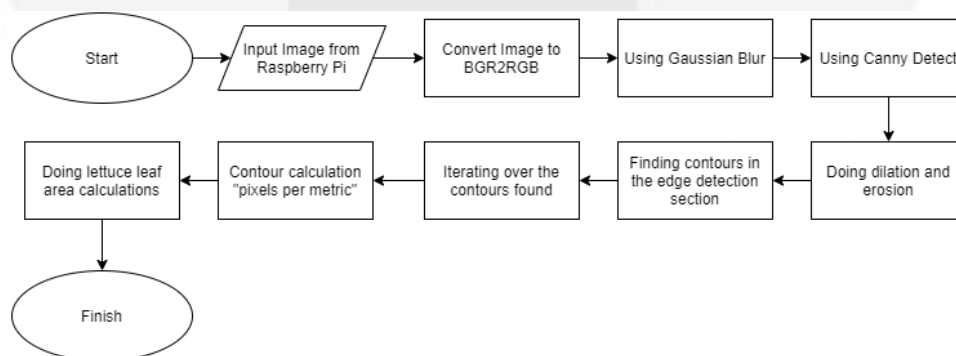 Start
Input Image from
Raspberry Pi
Convert Image to
BGR2RGB
Using Gaussian Blur
Using Canny Detect
Doing dilation and
erosion
Finding contours in
the edge detection
section
Iterating over the
contours found
Contour calculation
"pixels per metric"
Doing lettuce leaf
area calculations
Finish